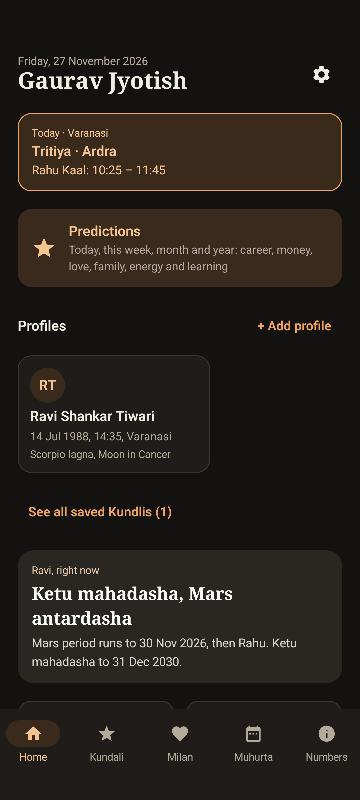 Friday, 27 November 2026
Gaurav Jyotish
Today · Varanasi
Tritiya · Ardra
Rahu Kaal: 10:25 – 11:45
Predictions
Today, this week, month and year: career, money,
love, family, energy and learning
Profiles
+ Add profile
RT
Ravi Shankar Tiwari
14 Jul 1988, 14:35, Varanasi
Scorpio lagna, Moon in Cancer
See all saved Kundlis (1)
Ravi, right now
Ketu mahadasha, Mars
antardasha
Mars period runs to 30 Nov 2026, then Rahu. Ketu
mahadasha to 31 Dec 2030.
Home
Kundali
Milan
Muhurta
Numbers